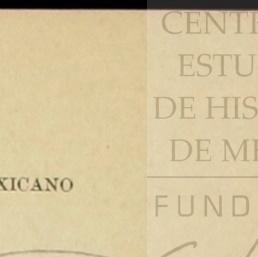 CENT
ESTU
DE HIS
DE M
XICANO
FUND